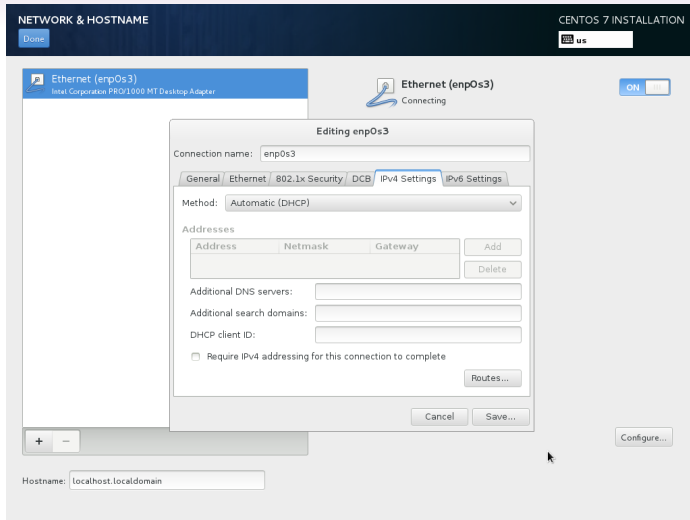 NETWORK & HOSTNAME
CENTOS 7 INSTALLATION
Done
us
Ethernet (enp0s3)
Intel Corporation PRO/1000 MT Desktop Adapter
Ethernet (enp0s3)
Connecting
ON
Editing enp0s3
Connection name: enp0s3
General Ethernet 802.1x Security DCB IPv4 Settings IPv6 Settings
Method: Automatic (DHCP)
Addresses
Address Netmask Gateway
Add
Delete
Additional DNS servers:
Additional search domains:
DHCP client ID:
Require IPv4 addressing for this connection to complete
Routes...
Cancel Save...
+ −
Configure...
Hostname: localhost.localdomain